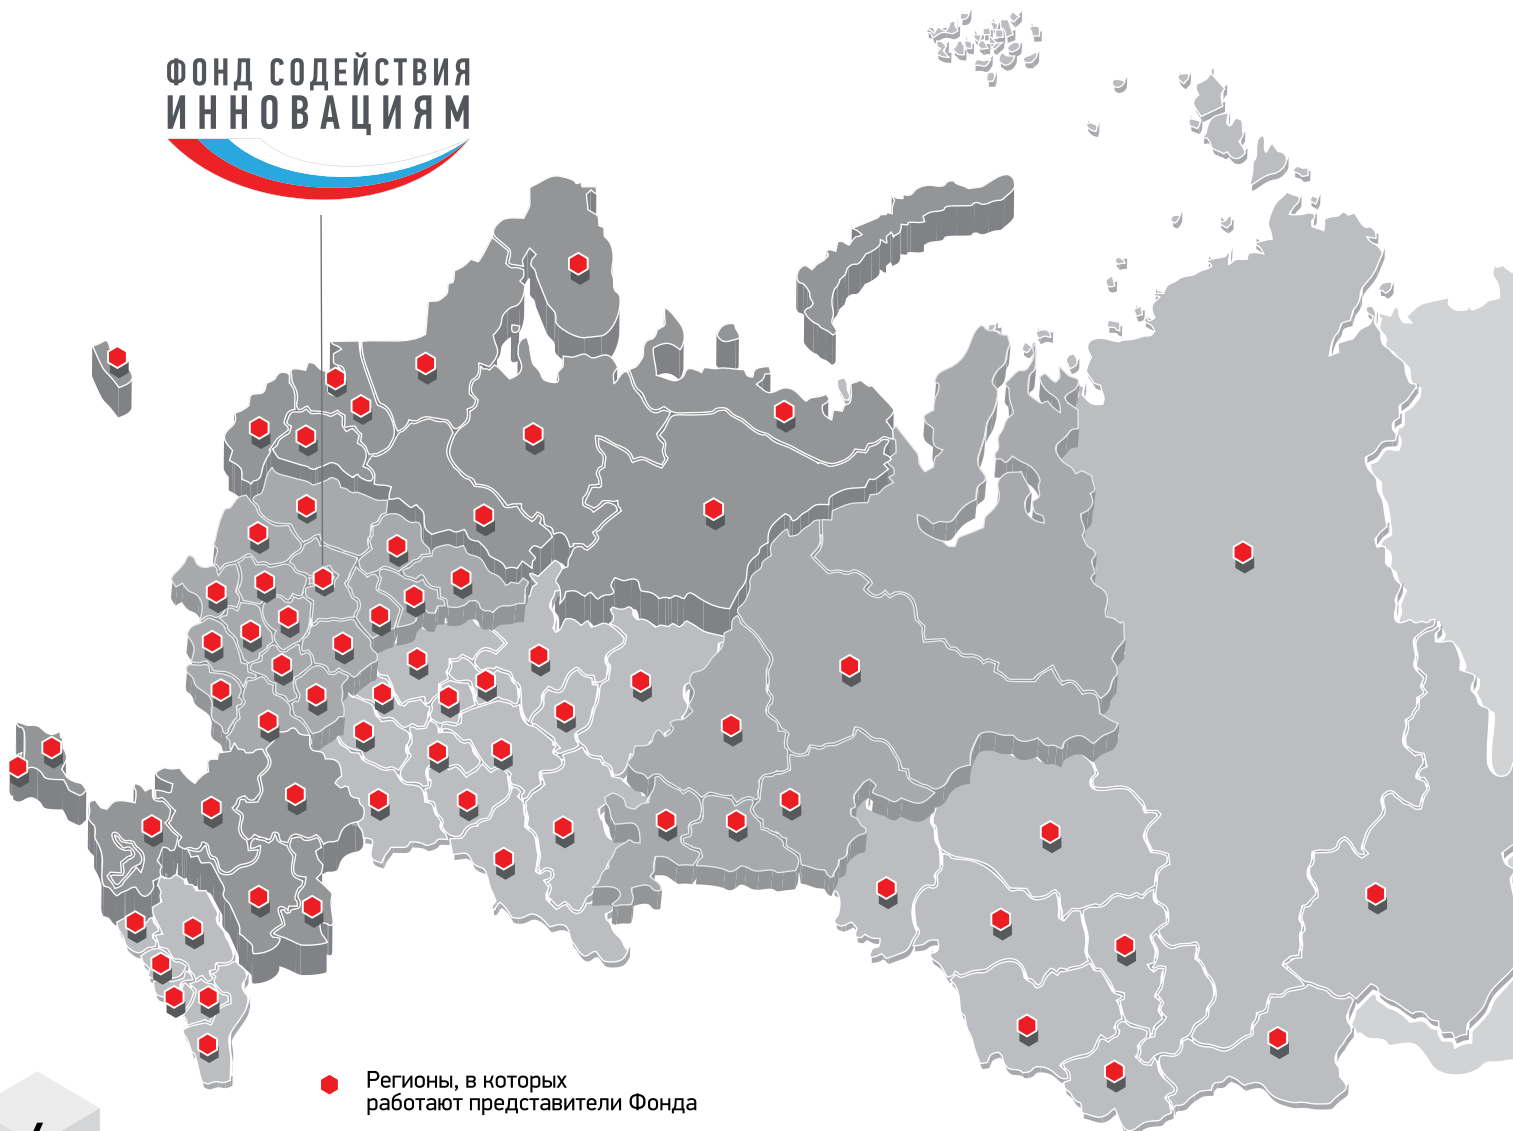 ФОНД СОДЕЙСТВИЯ
ИННОВАЦИЯМ
Регионы, в которых
работают представители Фонда